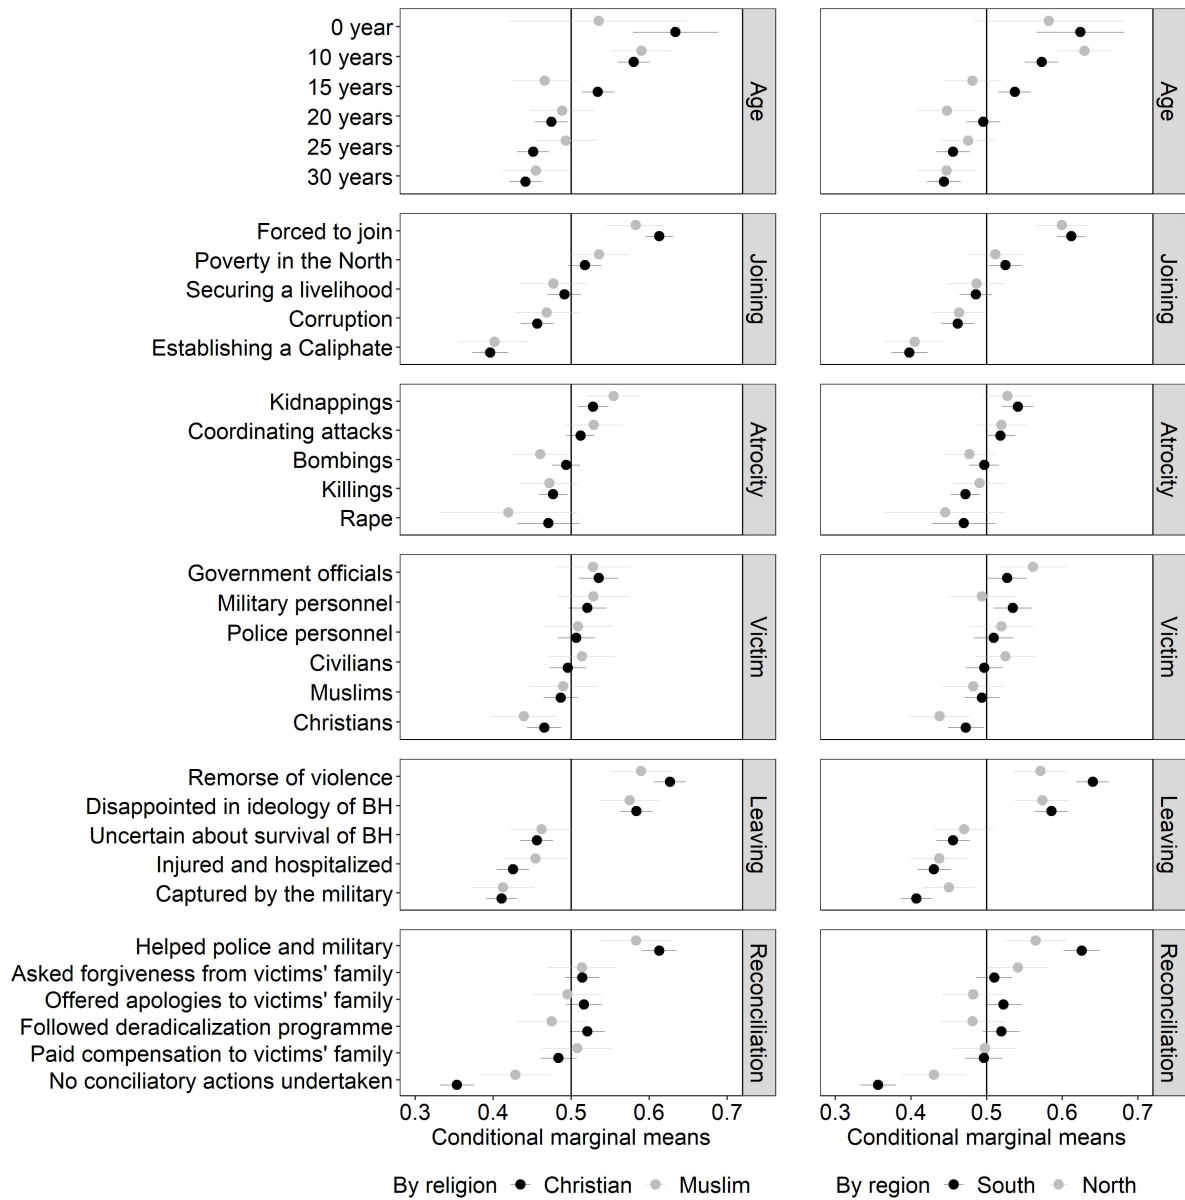 0 year
10 years
15 years
20 years
25 years
30 years
Age
Age
Forced to join
Poverty in the North
Securing a livelihood
Corruption
Establishing a Caliphate
Joining
Joining
Kidnappings
Coordinating attacks
Bombings
Killings
Rape
Atrocity
Atrocity
Government officials
Military personnel
Police personnel
Civilians
Muslims
Christians
Victim
Victim
Remorse of violence
Disappointed in ideology of BH
Uncertain about survival of BH
Injured and hospitalized
Captured by the military
Leaving
Leaving
Helped police and military
Asked forgiveness from victims' family
Offered apologies to victims' family
Followed deradicalization programme
Paid compensation to victims' family
No conciliatory actions undertaken
Reconciliation
Reconciliation
0.3 0.4 0.5 0.6 0.7 0.3 0.4 0.5 0.6 0.7
Conditional marginal means Conditional marginal means
By religion Christian Muslim By region South North